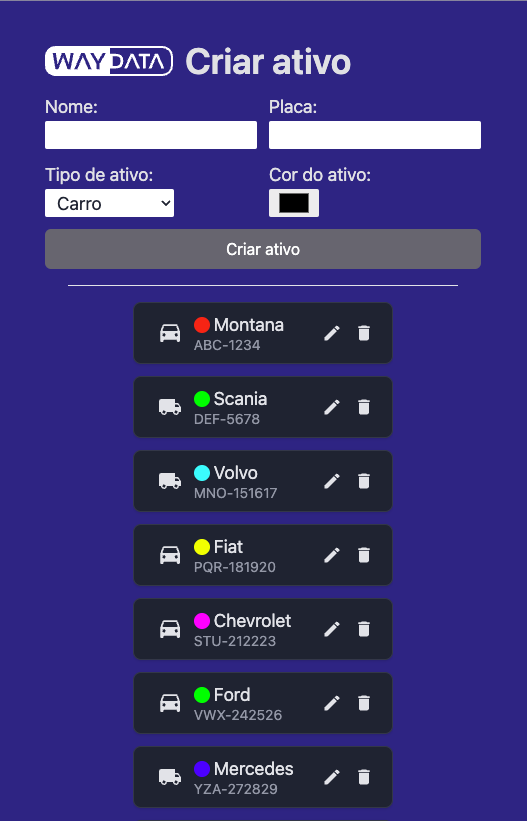 WAYDATA Criar ativo
Nome: Placa:
Tipo de ativo: Cor do ativo:
Carro
Criar ativo
Montana
ABC-1234
Scania
DEF-5678
Volvo
MNO-151617
Fiat
PQR-181920
Chevrolet
STU-212223
Ford
VWX-242526
Mercedes
YZA-272829